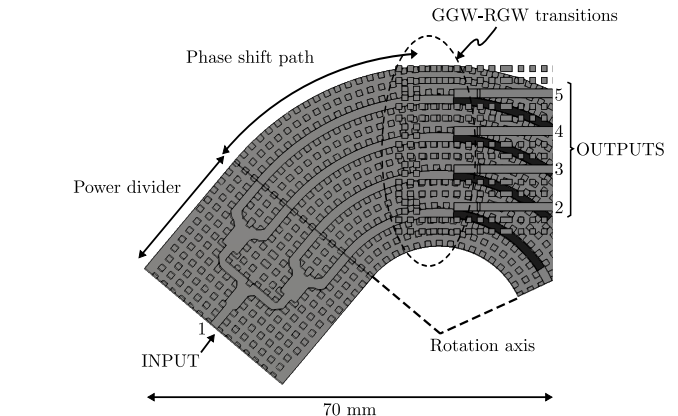 GGW-RGW transitions
Phase shift path
Power divider
5
4
3
2
OUTPUTS
1
INPUT
Rotation axis
70 mm